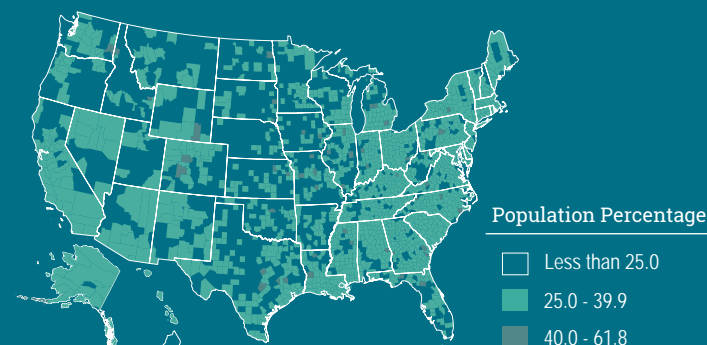 Population Percentage
Less than 25.0
25.0 - 39.9
40.0 - 61.8